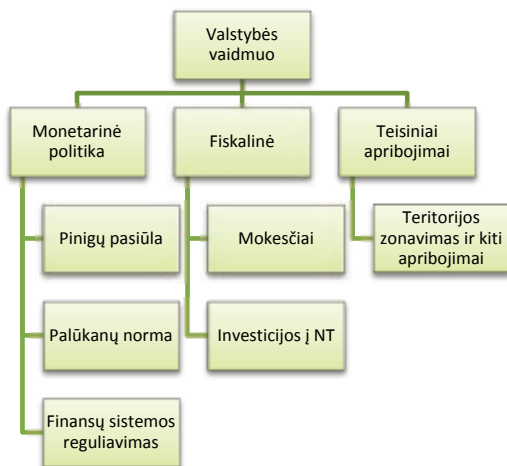 Valstybės
vaidmuo
Monetarinė
politika
Fiskalinė
Teisiniai
apribojimai
Pinigų pasiūla
Mokesčiai
Teritorijos
zonavimas ir kiti
apribojimai
Palūkanų norma
Investicijos į NT
Finansų sistemos
reguliavimas